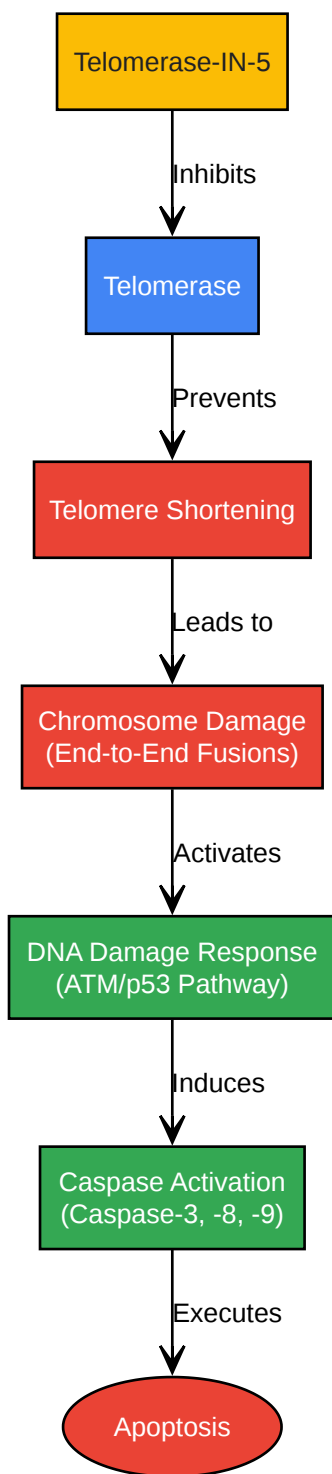 Telomerase-IN-5
Inhibits
Telomerase
Prevents
Telomere Shortening
Leads to
Chromosome Damage
(End-to-End Fusions)
Activates
DNA Damage Response
(ATM/p53 Pathway)
Induces
Caspase Activation
(Caspase-3, -8, -9)
Executes
Apoptosis